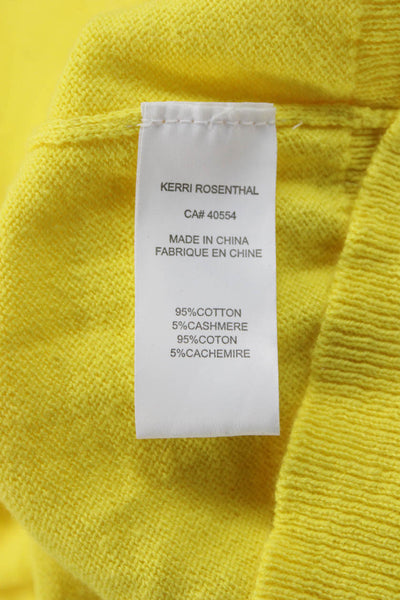 KERRI ROSENTHAL
CA# 40554
MADE IN CHINA
FABRIQUE EN CHINE
95%COTTON
5%CASHMERE
95%COTON
5%CACHEMIRE